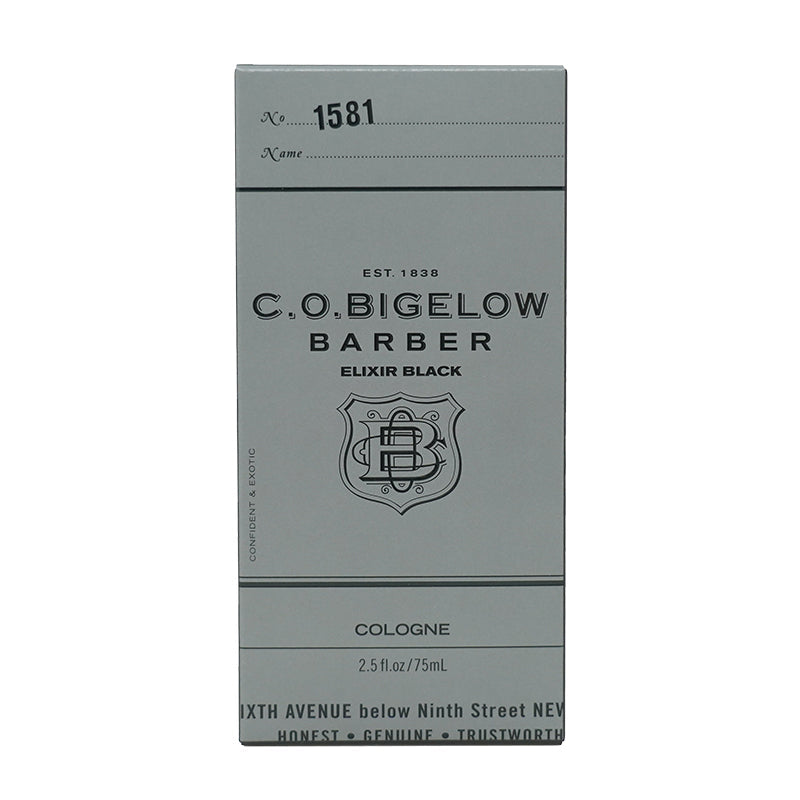 No 1581
Name
EST. 1838
C.O.BIGELOW
BARBER
ELIXIR BLACK
CONFIDENT & EXOTIC
COLOGNE
2.5 fl.oz/75mL
IXTH AVENUE below Ninth Street NEV
HONEST • GENUINE • TRUSTWORTH